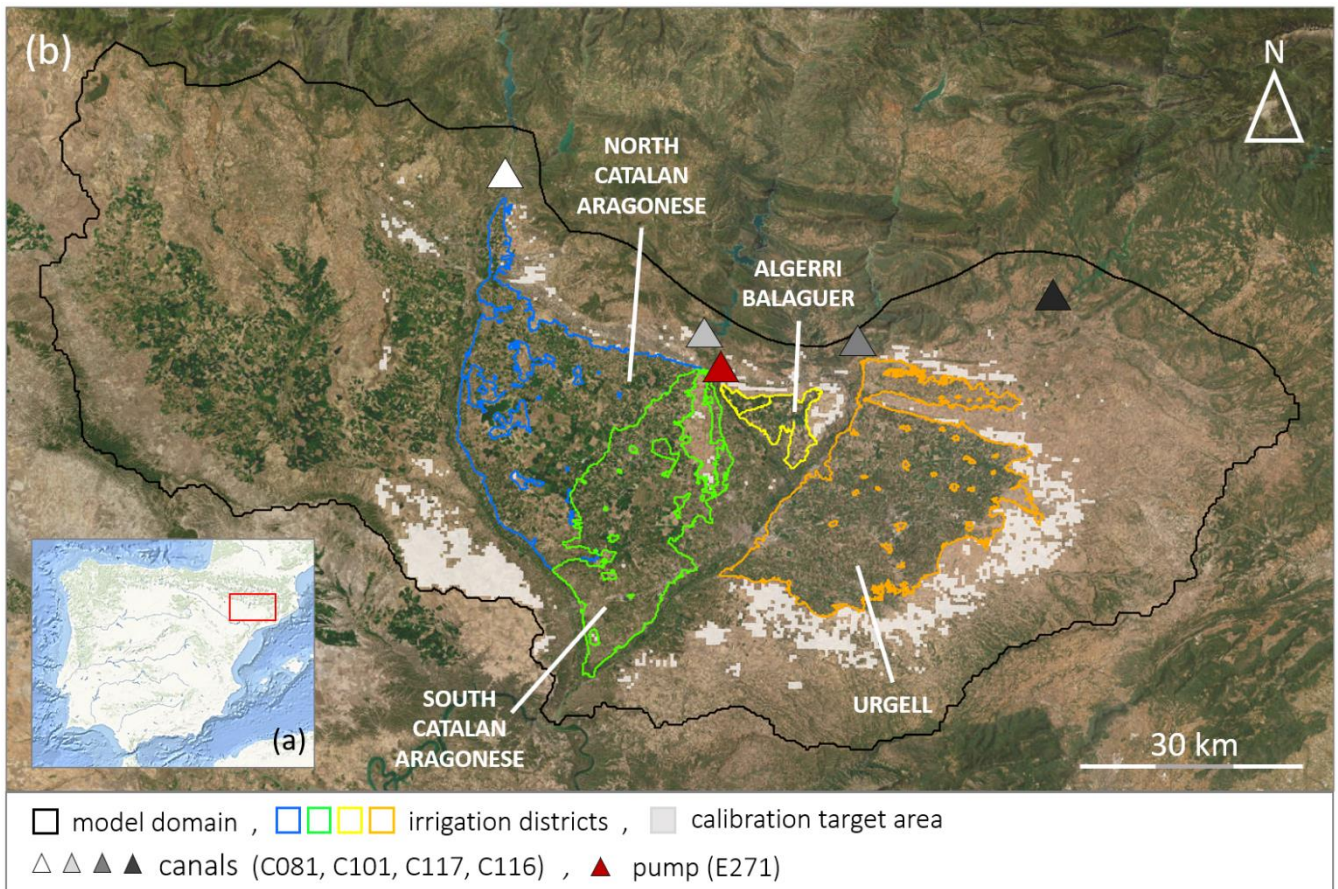 (b)
N
NORTH
CATALAN
ARAGONESE
ALGERRI
BALAGUER
SOUTH
CATALAN
ARAGONESE
URGELL
(a)
30 km
model domain , irrigation districts , calibration target area
canals (C081, C101, C117, C116) , pump (E271)